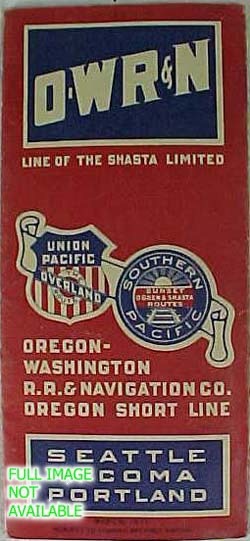 O-WR&N
LINE OF THE SHASTA LIMITED
UNION
PACIFIC
OVERLAND
SOUTHERN
SUNSET
OGDEN & SHASTA
ROUTES
PACIFIC
OREGON-
WASHINGTON
R.R. & NAVIGATION CO.
OREGON SHORT LINE
SEATTLE
COMA
PORTLAND
FULL IMAGE
NOT
AVAILABLE